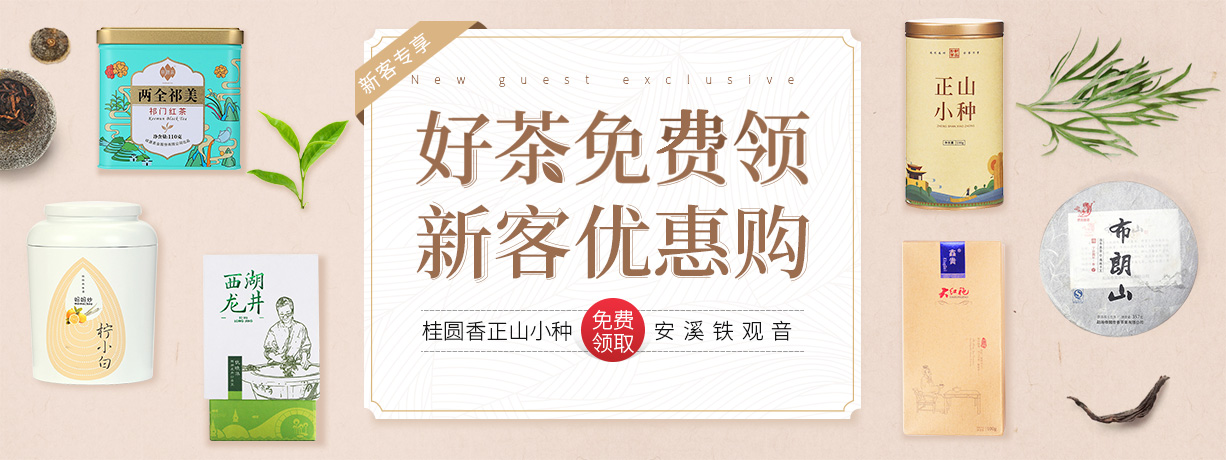 新客专享
New guest exclusive
好茶免费领
新客优惠购
桂圆香正山小种
免费
领取
安溪铁观音
两全祁美
祁门红茶
Keemun Black Tea
净含量:110克
柠小白
西湖
龙井
正山
小种
大红袍
布朗山
357g